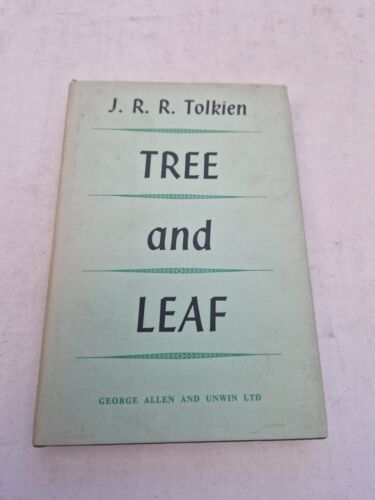 J. R. R. Tolkien
TREE
and
LEAF
GEORGE ALLEN AND UNWIN LTD